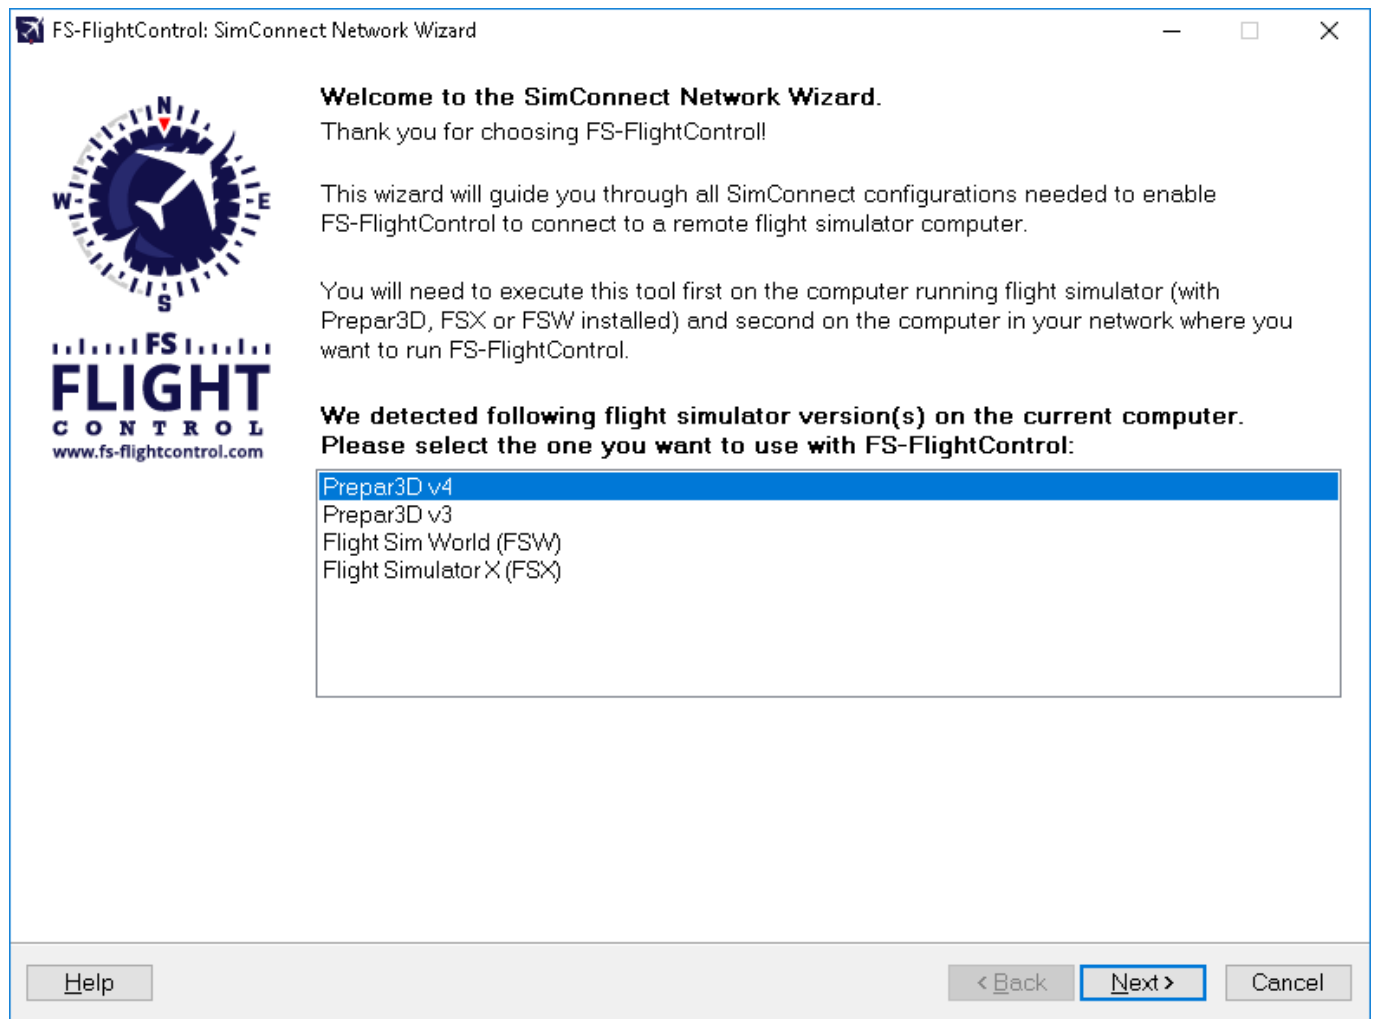 FS-FlightControl: SimConnect Network Wizard
N
W
E
S
FS
FLIGHT
CONTROL
www.fs-flightcontrol.com
Welcome to the SimConnect Network Wizard.
Thank you for choosing FS-FlightControl!
This wizard will guide you through all SimConnect configurations needed to enable
FS-FlightControl to connect to a remote flight simulator computer.
You will need to execute this tool first on the computer running flight simulator (with
Prepar3D, FSX or FSW installed) and second on the computer in your network where you
want to run FS-FlightControl.
We detected following flight simulator version(s) on the current computer.
Please select the one you want to use with FS-FlightControl:
Prepar3D v4
Prepar3D v3
Flight Sim World (FSW)
Flight Simulator X (FSX)
Help
< Back
Next >
Cancel